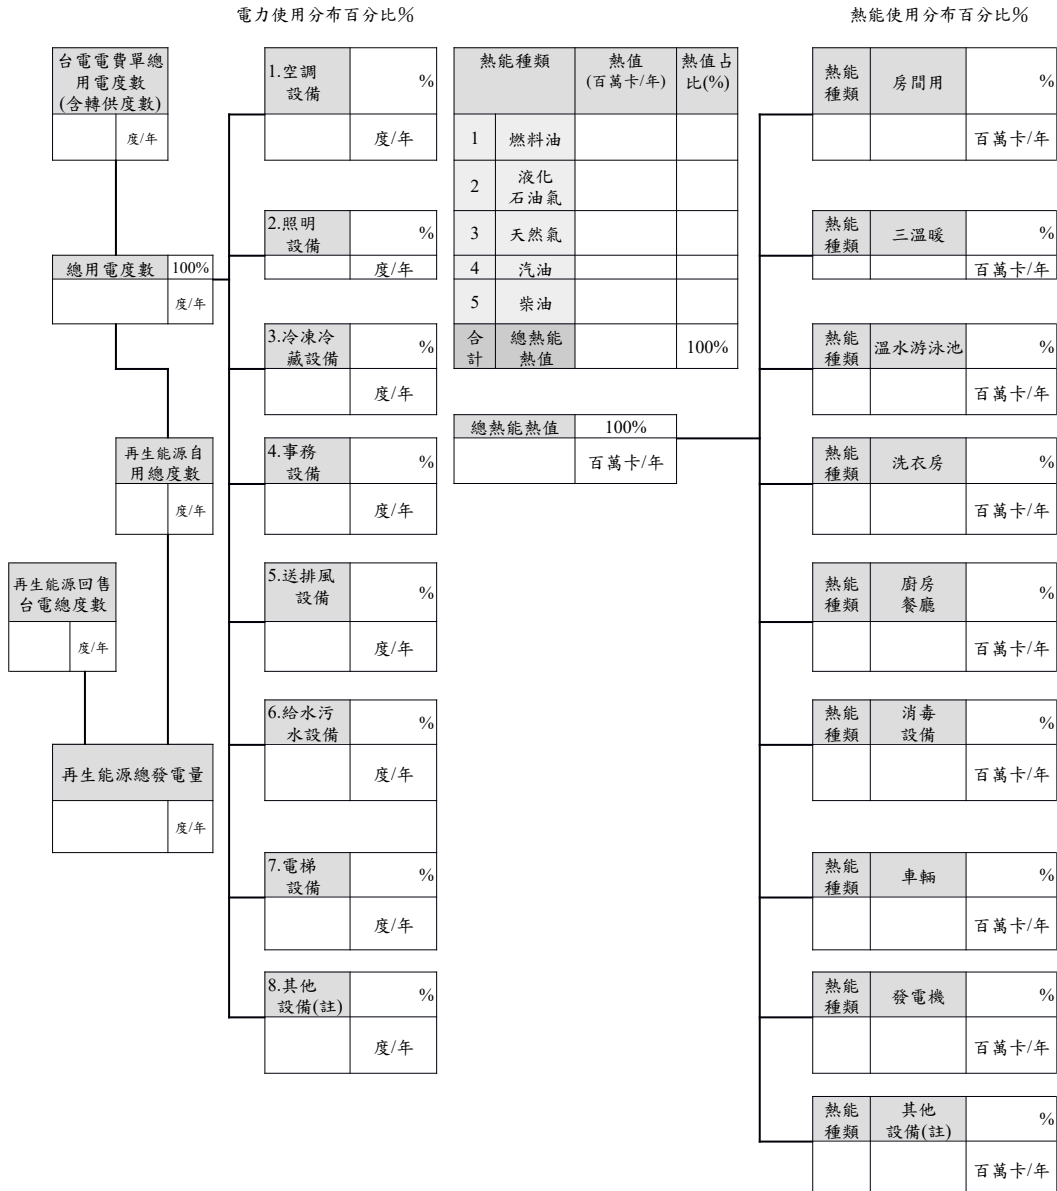 電力使用分布百分比%
熱能使用分布百分比%
台電電費單總
用電度數
(含轉供度數)
度/年
總用電度數 100%
度/年
再生能源自
用總度數
度/年
再生能源回售
台電總度數
度/年
再生能源總發電量
度/年
1.空調
設備 %
度/年
2.照明
設備 %
度/年
3.冷凍冷
藏設備 %
度/年
4.事務
設備 %
度/年
5.送排風
設備 %
度/年
6.給水污
水設備 %
度/年
7.電梯
設備 %
度/年
8.其他
設備(註) %
度/年
熱能種類 熱值
(百萬卡/年) 熱值占
比(%)
1 燃料油
2 液化
石油氣
3 天然氣
4 汽油
5 柴油
合
計 總熱能
熱值 100%
總熱能熱值 100%
百萬卡/年
熱能
種類 房間用 %
百萬卡/年
熱能
種類 三溫暖 %
百萬卡/年
熱能
種類 溫水游泳池 %
百萬卡/年
熱能
種類 洗衣房 %
百萬卡/年
熱能
種類 廚房
餐廳 %
百萬卡/年
熱能
種類 消毒
設備 %
百萬卡/年
熱能
種類 車輛 %
百萬卡/年
熱能
種類 發電機 %
百萬卡/年
熱能
種類 其他
設備(註) %
百萬卡/年